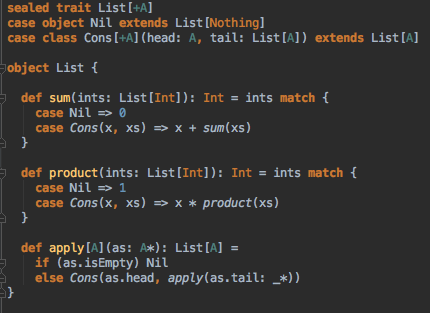 sealed trait List[+A]
case object Nil extends List[Nothing]
case class Cons[+A](head: A, tail: List[A]) extends List[A]
object List {
def sum(ints: List[Int]): Int = ints match {
case Nil => 0
case Cons(x, xs) => x + sum(xs)
}
def product(ints: List[Int]): Int = ints match {
case Nil => 1
case Cons(x, xs) => x * product(xs)
}
def apply[A](as: A*): List[A] =
if (as.isEmpty) Nil
else Cons(as.head, apply(as.tail: _*))
}